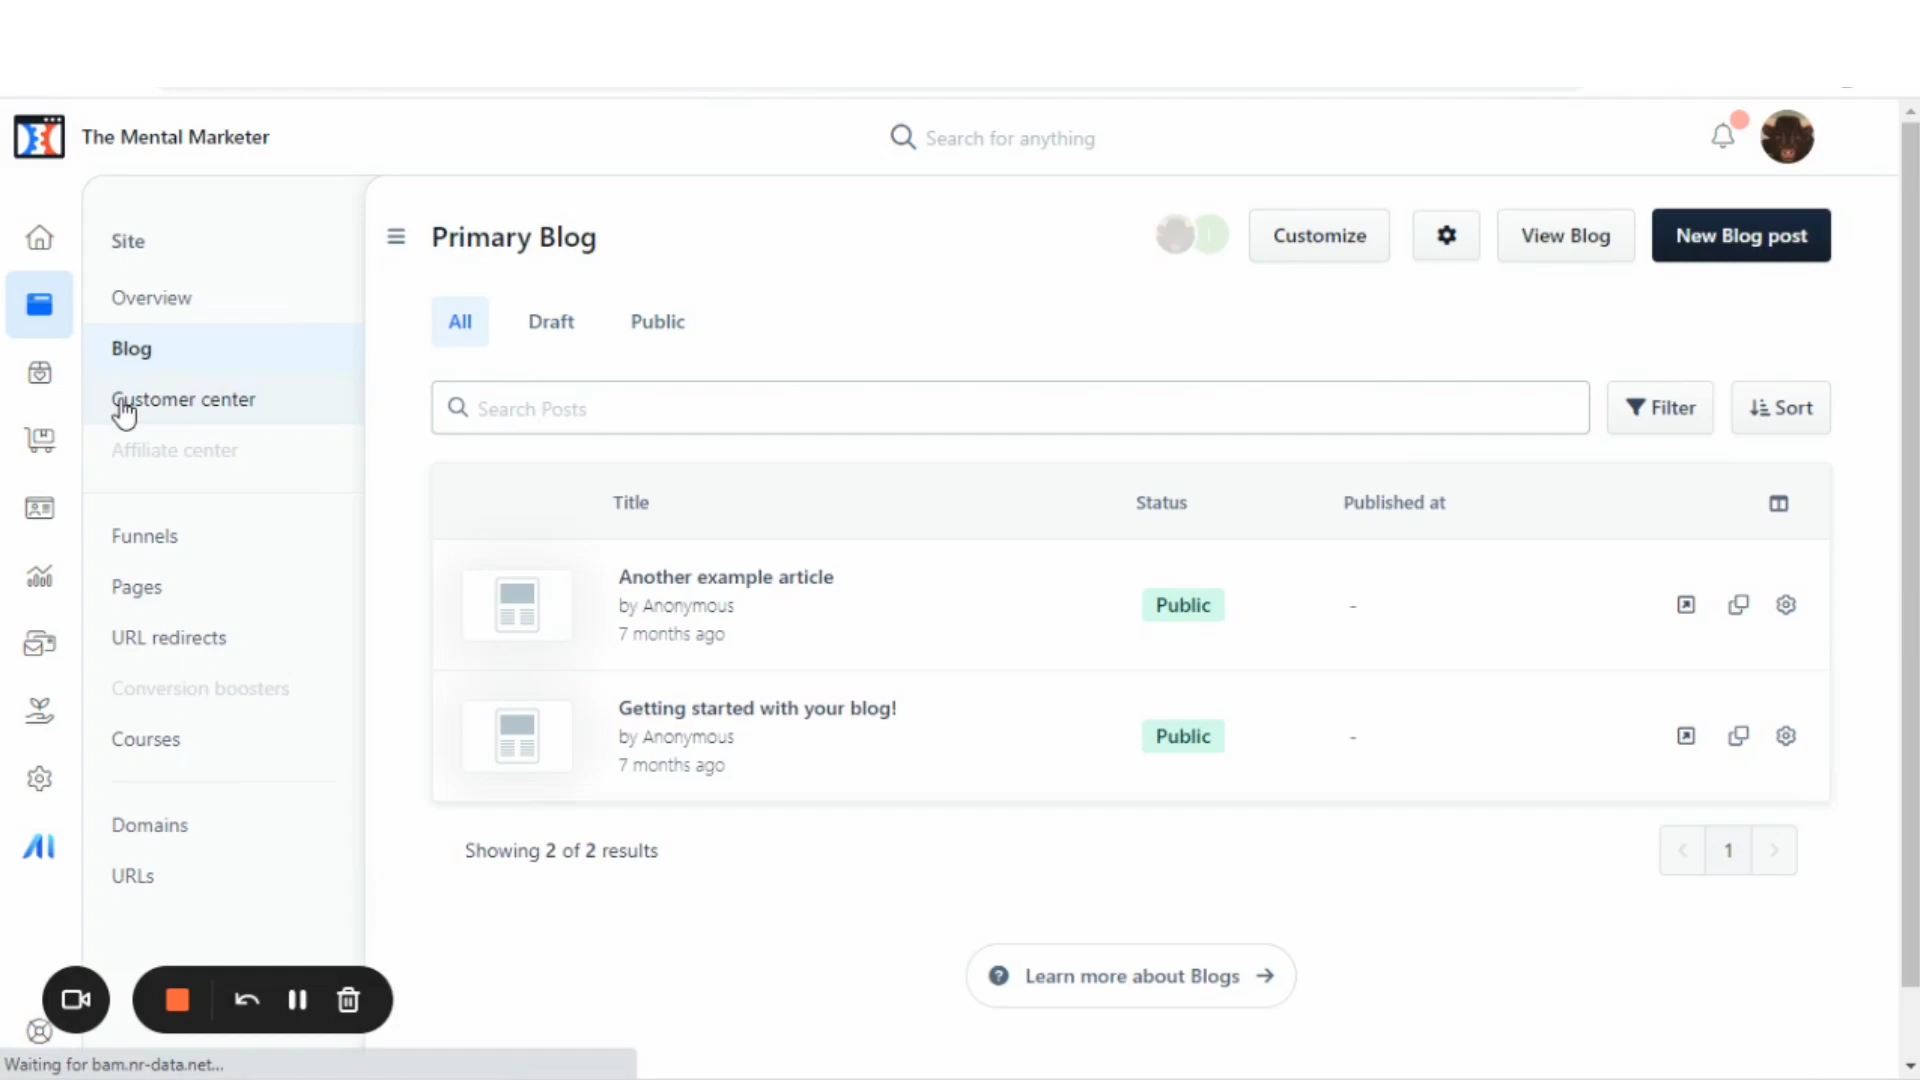 The Mental Marketer
Search for anything
Site
Overview
Blog
Customer center
Affiliate center
Funnels
Pages
URL redirects
Conversion boosters
Courses
Domains
URLs
Primary Blog
Customize
View Blog
New Blog post
All
Draft
Public
Search Posts
Filter
Sort
Title
Status
Published at
Another example article
by Anonymous
7 months ago
Public
-
Getting started with your blog!
by Anonymous
7 months ago
Public
-
Showing 2 of 2 results
1
Learn more about Blogs
Waiting for bam.nr-data.net...